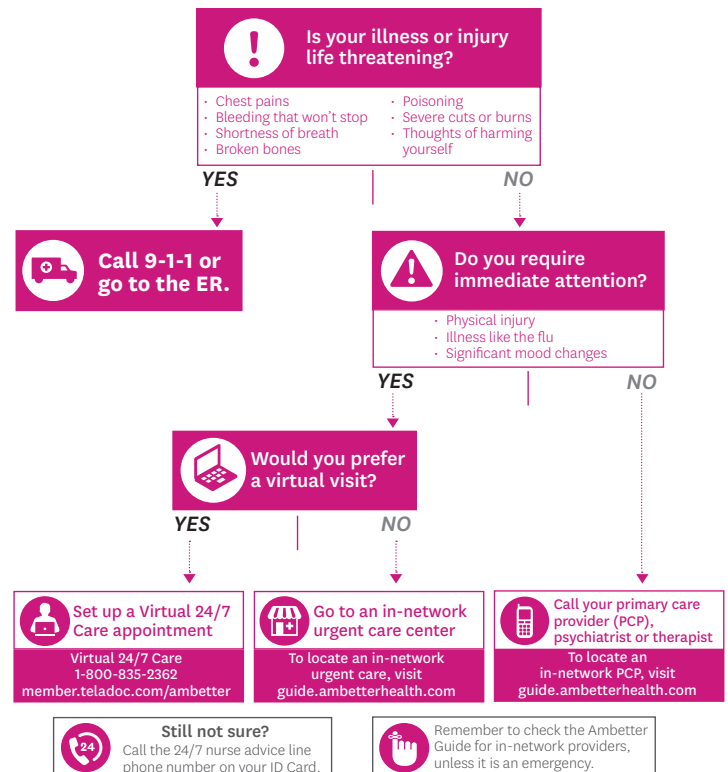 Is your illness or injury
life threatening?
· Chest pains
· Bleeding that won't stop
· Shortness of breath
· Broken bones
· Poisoning
· Severe cuts or burns
· Thoughts of harming
yourself
YES
NO
Call 9-1-1 or
go to the ER.
Do you require
immediate attention?
· Physical injury
· Illness like the flu
· Significant mood changes
YES
NO
Would you prefer
a virtual visit?
YES
NO
Set up a Virtual 24/7
Care appointment
Virtual 24/7 Care
1-800-835-2362
member.teladoc.com/ambetter
Go to an in-network
urgent care center
To locate an in-network
urgent care, visit
guide.ambetterhealth.com
Call your primary care
provider (PCP),
psychiatrist or therapist
To locate an
in-network PCP, visit
guide.ambetterhealth.com
24
Still not sure?
Call the 24/7 nurse advice line
phone number on your ID Card.
Remember to check the Ambetter
Guide for in-network providers,
unless it is an emergency.